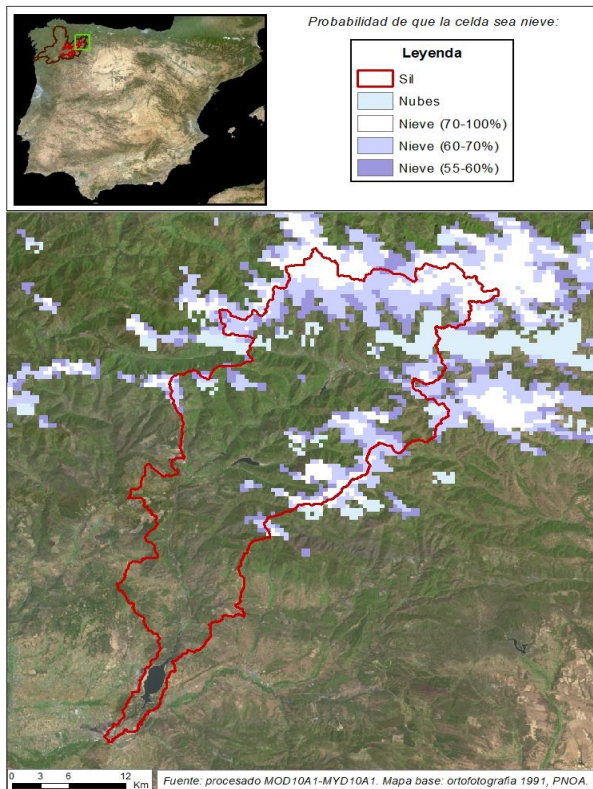 Probabilidad de que la celda sea nieve:
Leyenda
Sil
Nubes
Nieve (70-100%)
Nieve (60-70%)
Nieve (55-60%)
0 3 6 12
Km
Fuente: procesado MOD10A1-MYD10A1. Mapa base: ortofotografia 1991, PNOA.